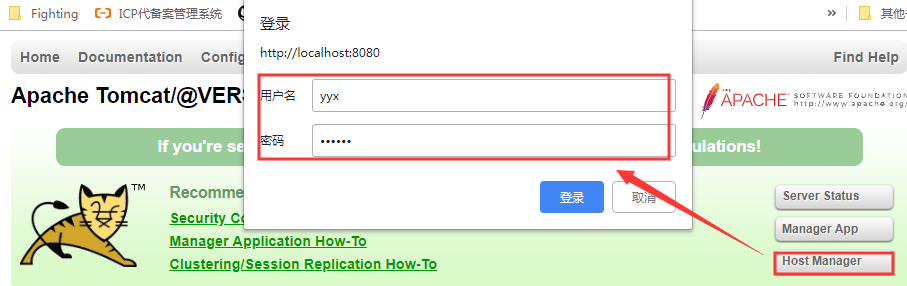 Fighting
ICP代备案管理系统
»
登录
http://localhost:8080
Home Documentation Config
Find Help
用户名 yyx
密码 ••••••
Apache Tomcat/@VERS
THE
APACHE
SOFTWARE FOUNDATION
http://www.apache.org/
If you're se
ulations!
登录 取消
TM
Recomme
Security Co
Manager Application How-To
Clustering/Session Replication How-To
Server Status
Manager App
Host Manager